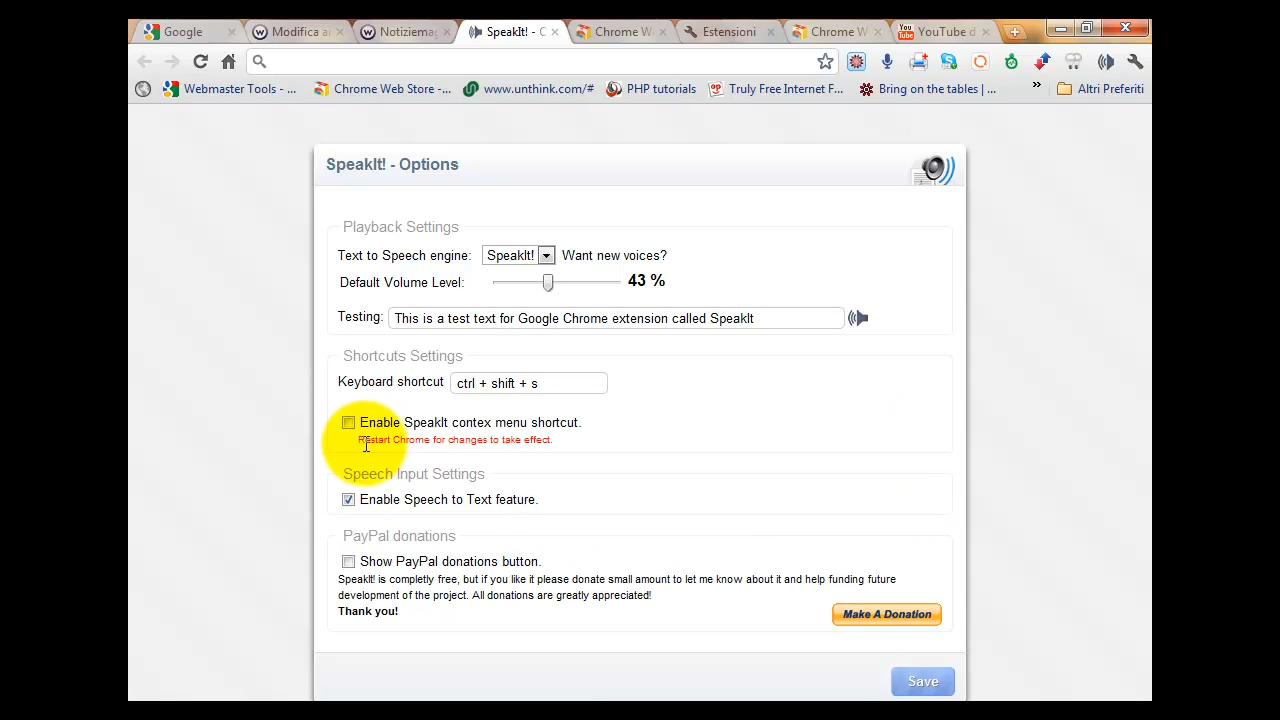 Google
Modifica a
Notiziema
SpeakIt! - O
Chrome W
Estensioni
Chrome W
You Tube
YouTube d
Webmaster Tools - ...
Chrome Web Store - ...
www.unthink.com/#
PHP tutorials
Truly Free Internet F...
Bring on the tables | ...
»
Altri Preferiti
SpeakIt! - Options
Playback Settings
Text to Speech engine: SpeakIt! Want new voices?
Default Volume Level: 43 %
Testing: This is a test text for Google Chrome extension called SpeakIt
Shortcuts Settings
Keyboard shortcut ctrl + shift + s
Enable SpeakIt contex menu shortcut.
Restart Chrome for changes to take effect.
Speech Input Settings
Enable Speech to Text feature.
PayPal donations
Show PayPal donations button.
SpeakIt! is completly free, but if you like it please donate small amount to let me know about it and help funding future
development of the project. All donations are greatly appreciated!
Thank you!
Make A Donation
Save